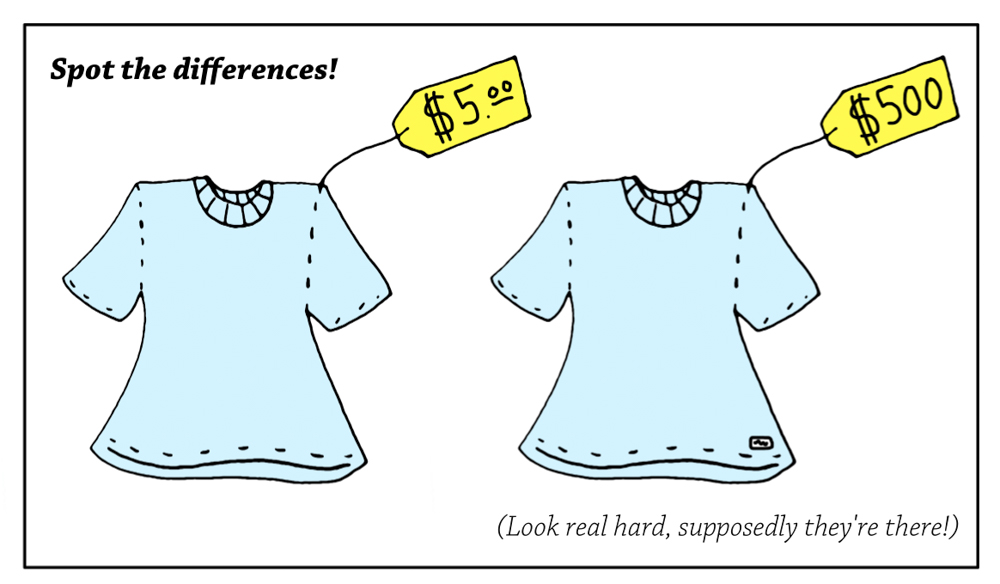 Spot the differences!
$5.00
$500
(Look real hard, supposedly they're there!)